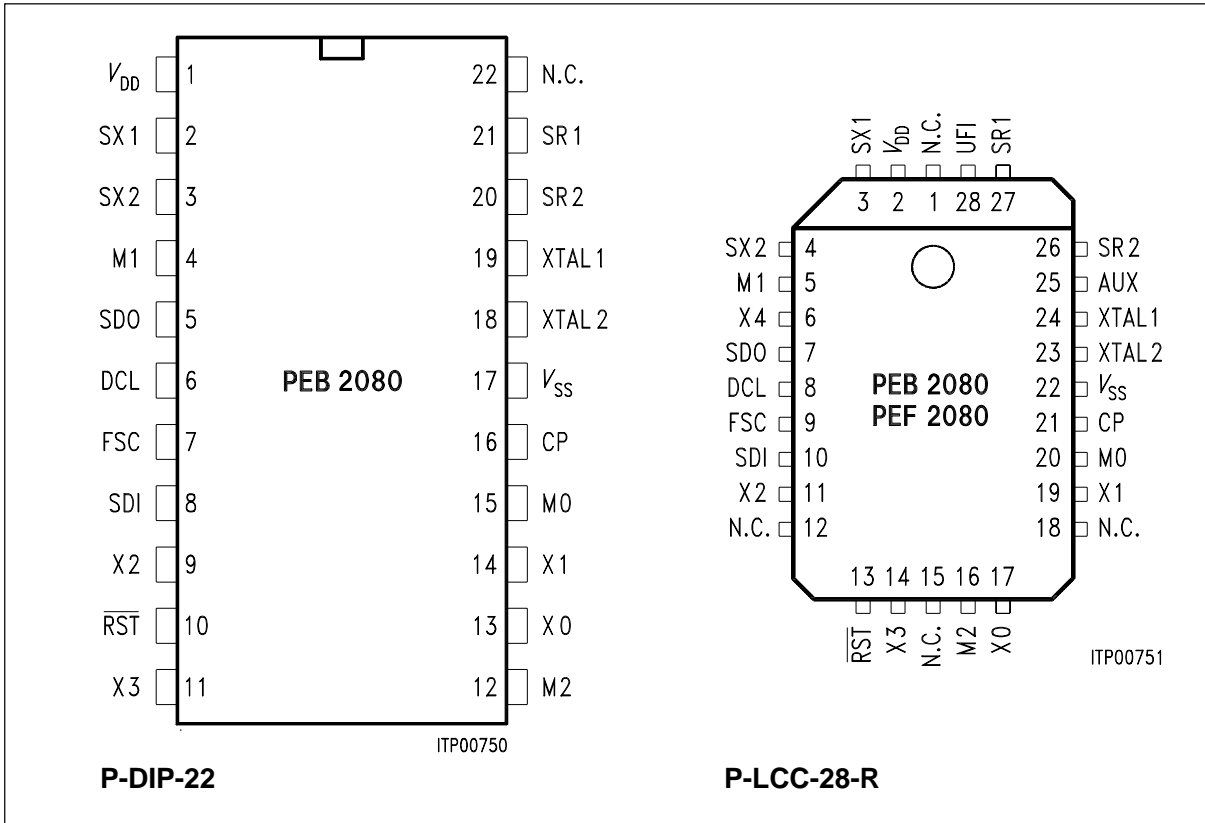 V_DD 1 22 N.C.
SX1 2 21 SR1
SX2 3 20 SR2
M1 4 19 XTAL1
SDO 5 18 XTAL2
DCL 6 PEB 2080 17 V_SS
FSC 7 16 CP
SDI 8 15 M0
X2 9 14 X1
R̅S̅T̅ 10 13 X0
X3 11 12 M2
ITP00750
P-DIP-22
SX1 V_DD N.C. UFI SR1
3 2 1 28 27
SX2 4 26 SR2
M1 5 25 AUX
X4 6 24 XTAL1
SDO 7 23 XTAL2
DCL 8 PEB 2080 22 V_SS
FSC 9 PEF 2080 21 CP
SDI 10 20 M0
X2 11 19 X1
N.C. 12 18 N.C.
13 14 15 16 17
R̅S̅T̅ X3 N.C. M2 X0
ITP00751
P-LCC-28-R